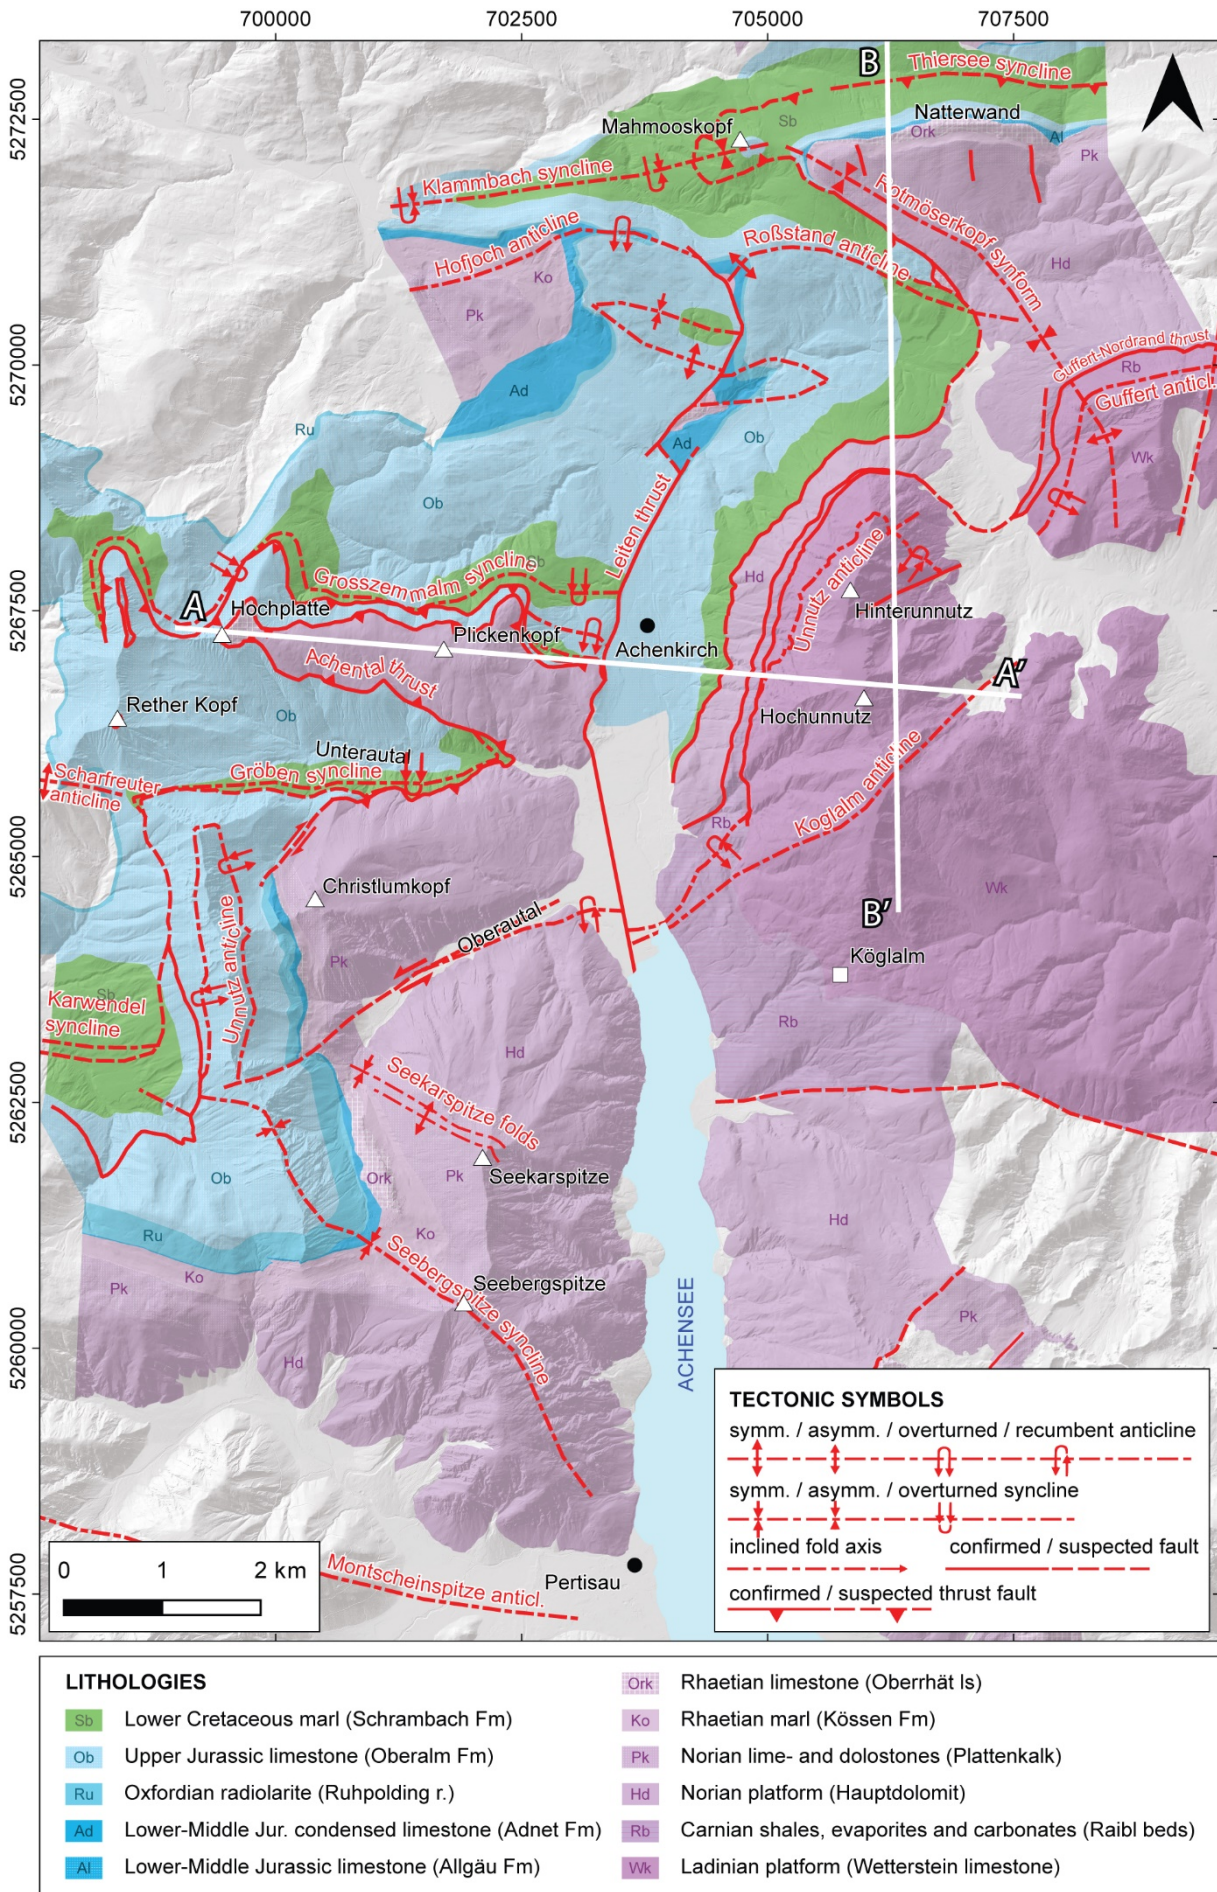 700000
702500
705000
707500
5272500
5270000
5267500
5265000
5262500
5260000
5257500
B
Thiersee syncline
Natterwand
Sb
Mahmooskopf
Ork
Al
Pk
Klammbach syncline
Rotmöserkopf synform
Hofjoch anticline
Roßstand anticline
Ko
Hd
Pk
Guffert-Nordrand thrust
Rb
Guffert anticl.
Ad
Ru
Ad
Ob
Wk
Ob
Leiten thrust
Grosszemmalm syncline
Sb
Hd
Unnutz anticline
A
Hochplatte
Hinterunnutz
Plickenkopf
Achenkirch
Achental thrust
A'
Rether Kopf
Ob
Hochunnutz
Unterautal
Scharfreuter
anticline
Gröben syncline
Koglalm anticline
Rb
Christlumkopf
Wk
Oberautal
B'
Unnutz anticline
Pk
Köglalm
Sb
Karwendel
syncline
Rb
Hd
Seekarspitze folds
Ob
Ork
Pk
Seekarspitze
Hd
Ru
Ko
Ko
Pk
Seebergspitze
Seebergspitze syncline
Pk
Hd
ACHENSEE
Montscheinspitze anticl.
Pertisau
0 1 2 km
TECTONIC SYMBOLS
symm. / asymm. / overturned / recumbent anticline
symm. / asymm. / overturned syncline
inclined fold axis
confirmed / suspected fault
confirmed / suspected thrust fault
LITHOLOGIES
Sb Lower Cretaceous marl (Schrambach Fm)
Ob Upper Jurassic limestone (Oberalm Fm)
Ru Oxfordian radiolarite (Ruhpolding r.)
Ad Lower-Middle Jur. condensed limestone (Adnet Fm)
Al Lower-Middle Jurassic limestone (Allgäu Fm)
Ork Rhaetian limestone (Oberrhät ls)
Ko Rhaetian marl (Kössen Fm)
Pk Norian lime- and dolostones (Plattenkalk)
Hd Norian platform (Hauptdolomit)
Rb Carnian shales, evaporites and carbonates (Raibl beds)
Wk Ladinian platform (Wetterstein limestone)